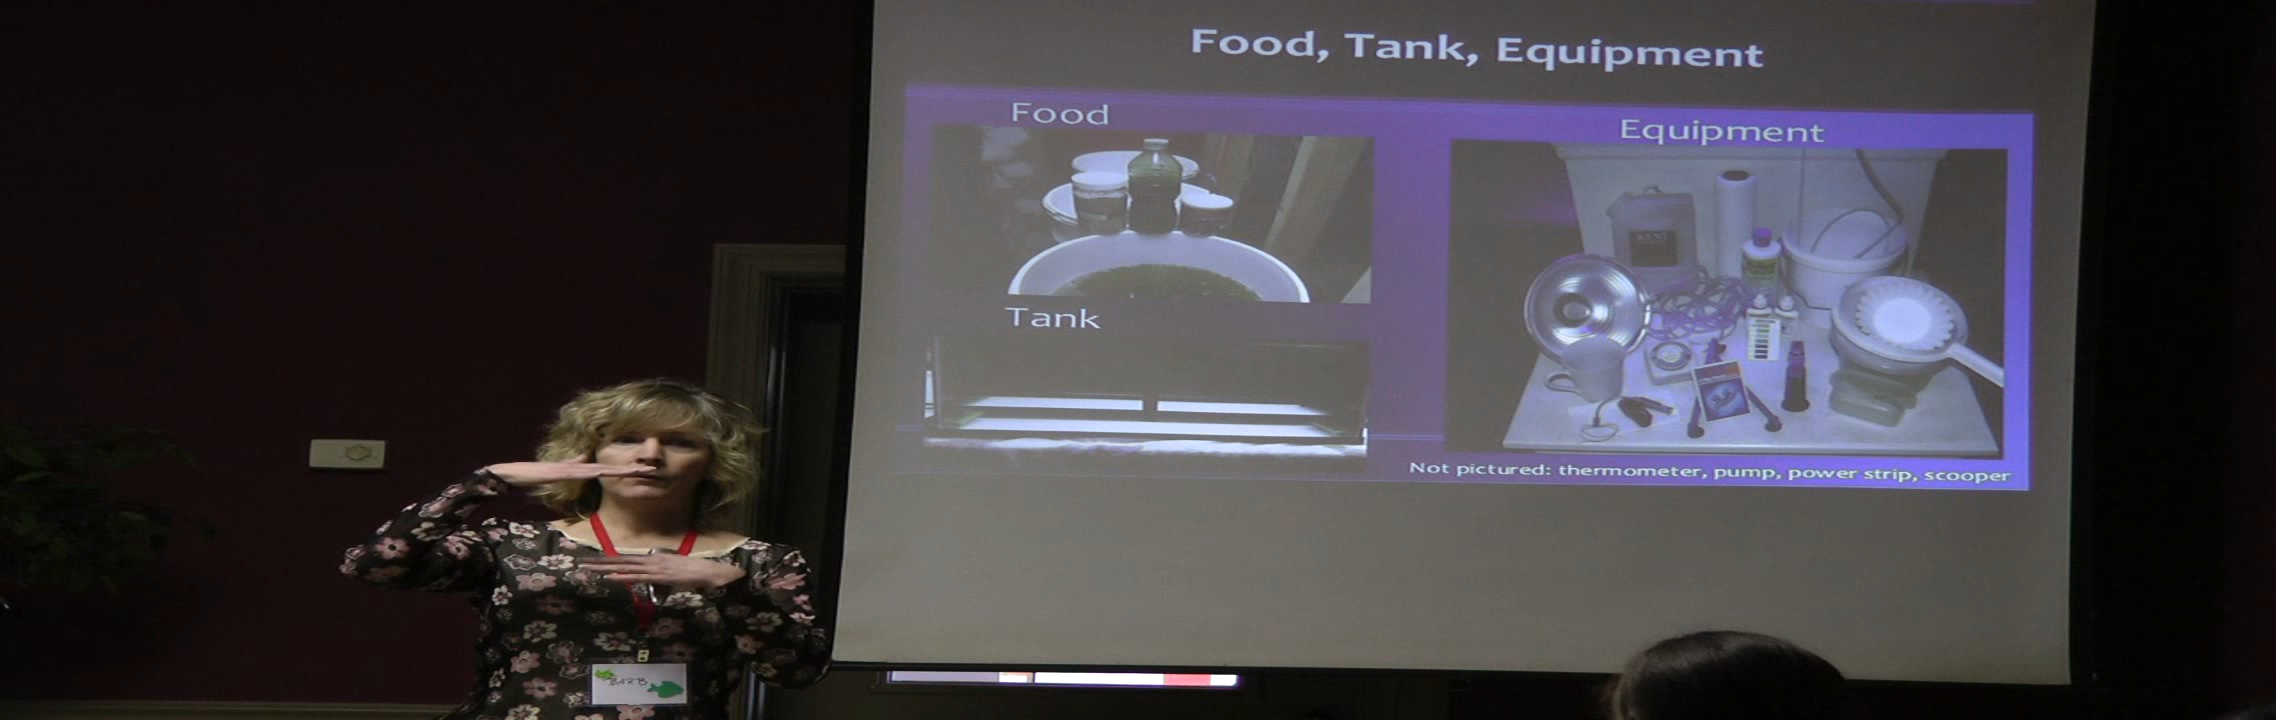 Food, Tank, Equipment
Food
Equipment
Tank
Not pictured: thermometer, pump, power strip, scooper
BARB